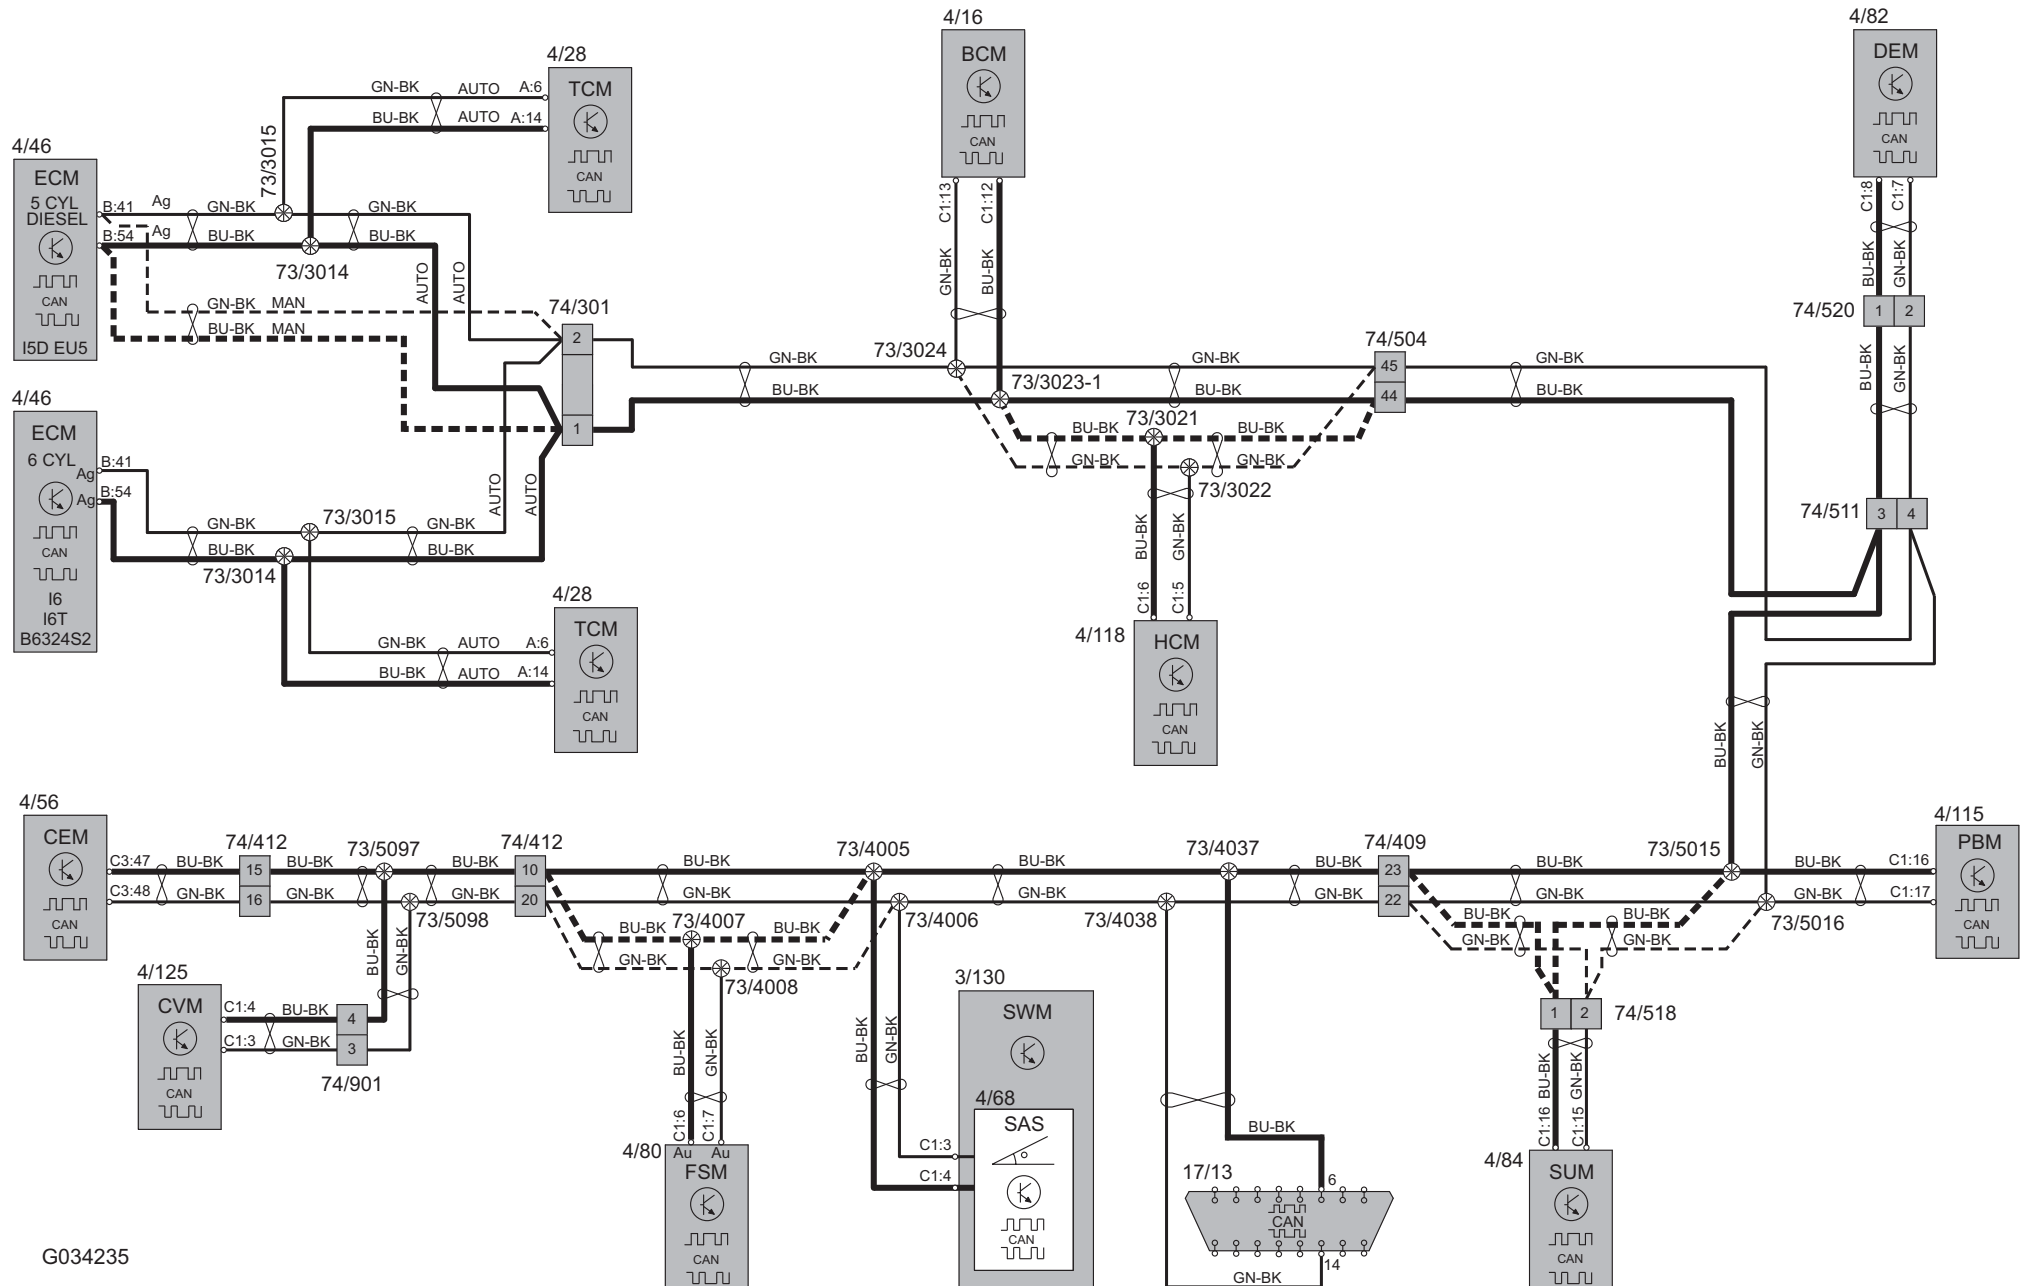 4/16
4/82
4/28
BCM
CAN
DEM
CAN
GN-BK AUTO A:6
TCM
CAN
BU-BK AUTO A:14
73/3015
4/46
ECM
5 CYL
DIESEL
CAN
I5D EU5
B:41 Ag GN-BK GN-BK
B:54 Ag BU-BK BU-BK
73/3014
AUTO AUTO
GN-BK MAN
BU-BK MAN
74/301
2
1
C1:13 C1:12
GN-BK BU-BK
C1:8 C1:7
BU-BK GN-BK
74/520 1 2
BU-BK GN-BK
73/3024 GN-BK GN-BK 74/504 GN-BK
45
BU-BK 73/3023-1 BU-BK 44 BU-BK
73/3021
BU-BK BU-BK
GN-BK GN-BK
73/3022
74/511 3 4
4/46
ECM
6 CYL
CAN
I6
I6T
B6324S2
Ag B:41
Ag B:54
AUTO AUTO
73/3015
GN-BK GN-BK
BU-BK BU-BK
73/3014
BU-BK GN-BK
C1:6 C1:5
4/28
TCM
CAN
GN-BK AUTO A:6
BU-BK AUTO A:14
4/118
HCM
CAN
BU-BK GN-BK
4/56
CEM
CAN
4/115
PBM
CAN
74/412 73/5097 74/412 73/4005 73/4037 74/409 73/5015
C3:47 BU-BK 15 BU-BK BU-BK 10 BU-BK BU-BK BU-BK 23 BU-BK BU-BK C1:16
C3:48 GN-BK 16 GN-BK GN-BK 20 GN-BK GN-BK GN-BK 22 GN-BK GN-BK C1:17
73/5098 73/4007 73/4006 73/4038 73/5016
BU-BK BU-BK BU-BK BU-BK
GN-BK GN-BK GN-BK GN-BK
BU-BK GN-BK
73/4008
4/125
CVM
CAN
C1:4 BU-BK 4
C1:3 GN-BK 3
74/901
3/130
SWM
BU-BK GN-BK
BU-BK GN-BK
1 2 74/518
BU-BK GN-BK
C1:16 C1:15
C1:6 C1:7
4/80 Au Au
FSM
CAN
4/68
SAS
CAN
C1:3
C1:4
BU-BK
17/13 6
CAN
14
GN-BK
4/84
SUM
CAN
G034235